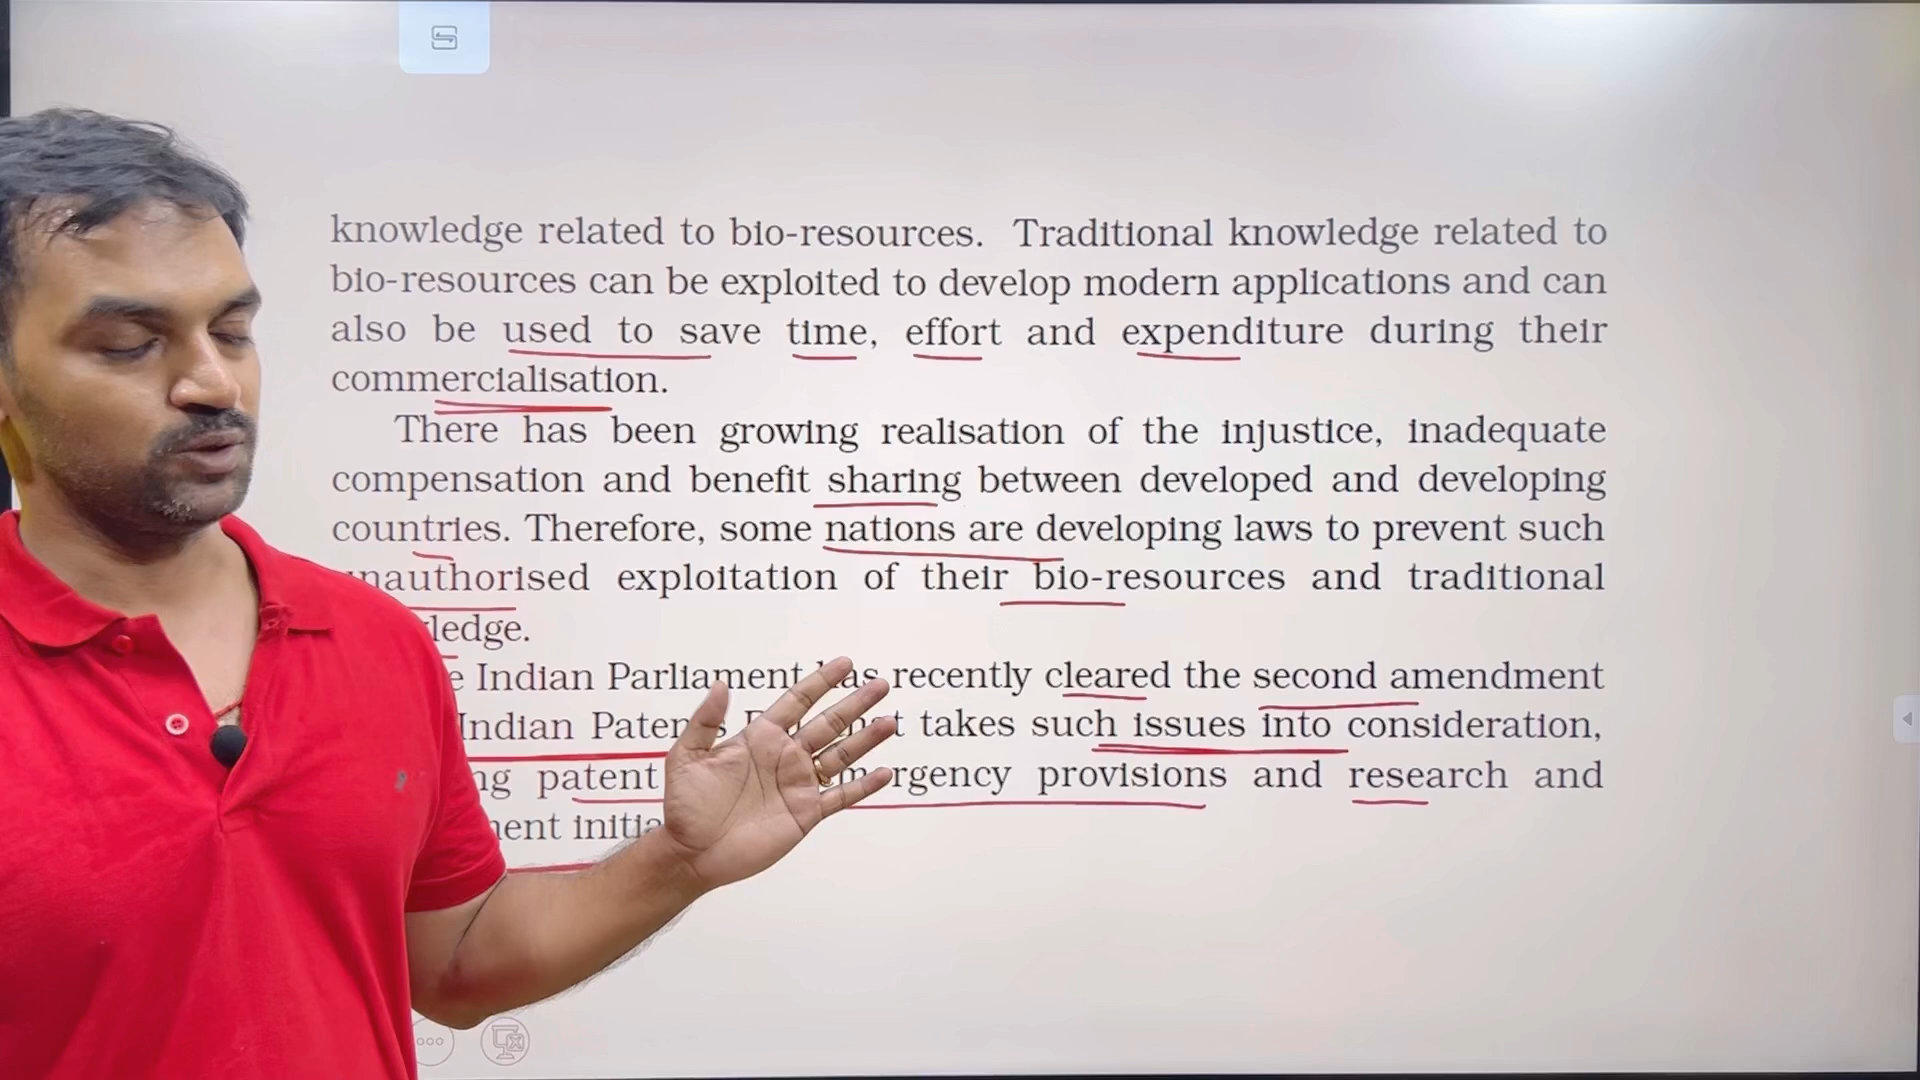 knowledge related to bio-resources. Traditional knowledge related to
bio-resources can be exploited to develop modern applications and can
also be used to save time, effort and expenditure during their
commercialisation.
There has been growing realisation of the injustice, inadequate
compensation and benefit sharing between developed and developing
countries. Therefore, some nations are developing laws to prevent such
unauthorised exploitation of their bio-resources and traditional
ledge.
e Indian Parliament has recently cleared the second amendment
Indian Patents takes such issues into consideration,
ng patent emergency provisions and research and
ent